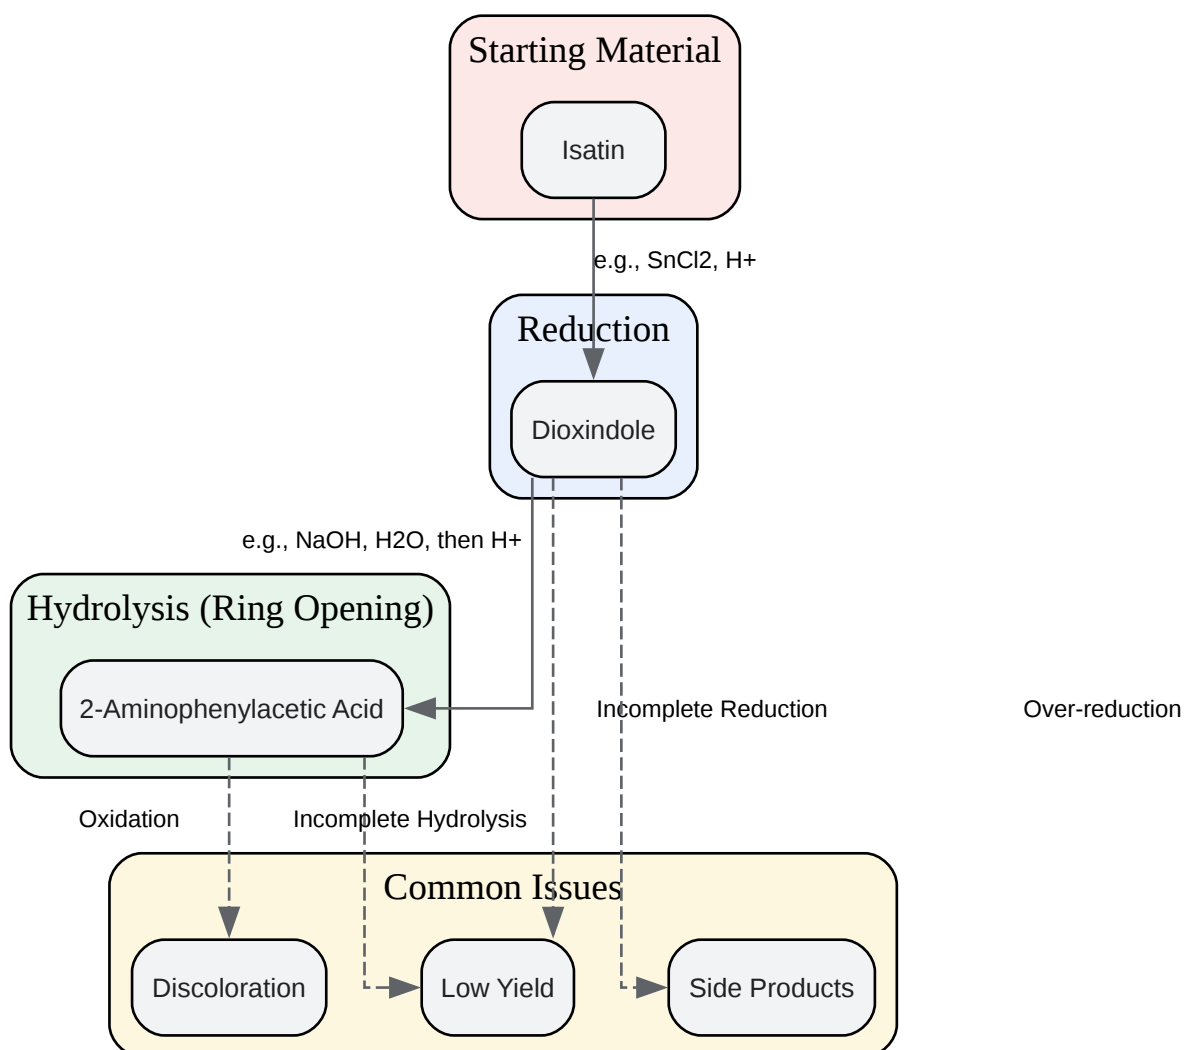 Starting Material
Isatin
e.g., SnCl2, H+
Reduction
Dioxindole
e.g., NaOH, H2O, then H+
Hydrolysis (Ring Opening)
2-Aminophenylacetic Acid
Incomplete Reduction
Over-reduction
Oxidation
Incomplete Hydrolysis
Common Issues
Discoloration
Low Yield
Side Products